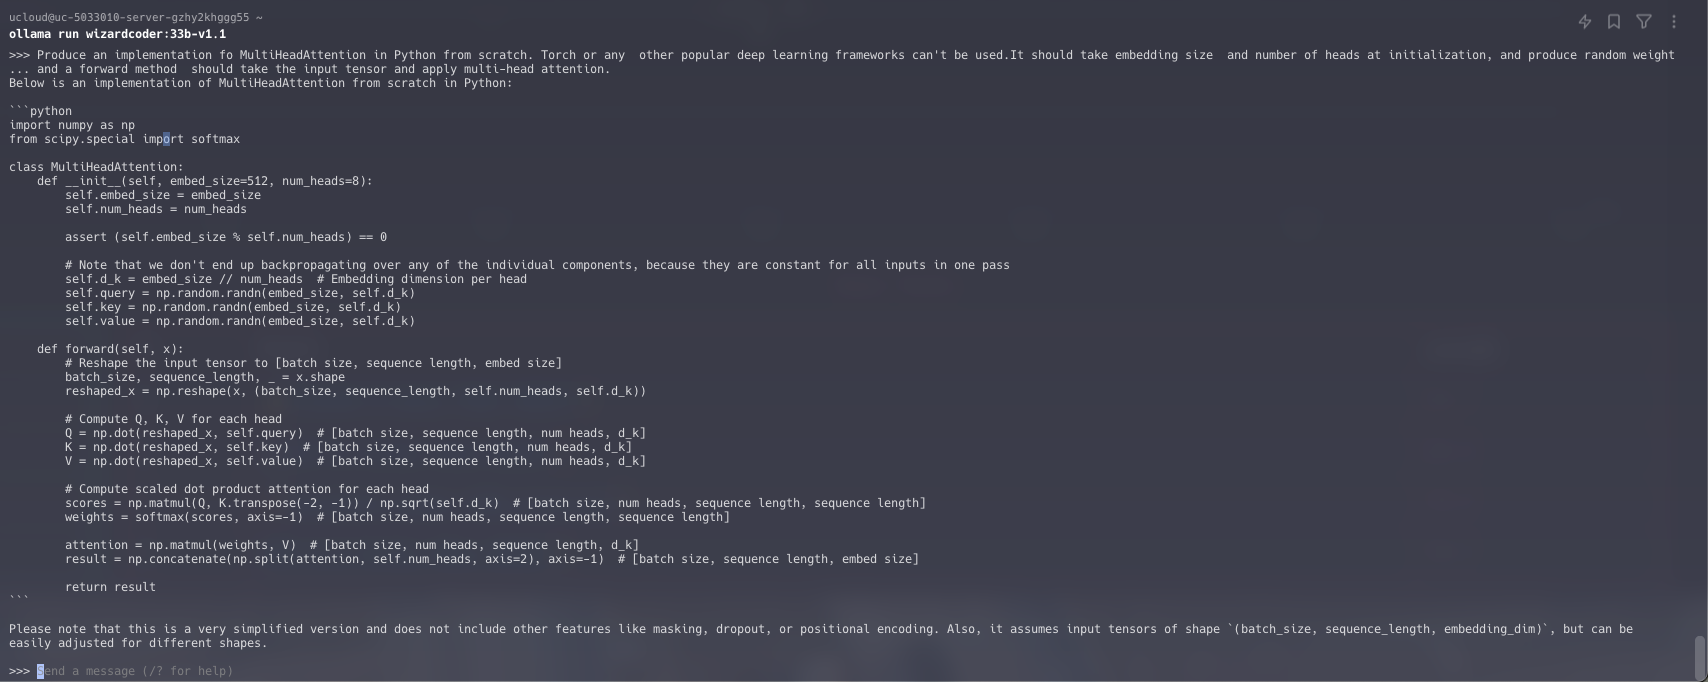 ucloud@uc-5033010-server-gzhy2khggg55 ~
ollama run wizardcoder:33b-v1.1
>>> Produce an implementation fo MultiHeadAttention in Python from scratch. Torch or any  other popular deep learning frameworks can't be used.It should take embedding size  and number of heads at initialization, and produce random weight
... and a forward method  should take the input tensor and apply multi-head attention.
Below is an implementation of MultiHeadAttention from scratch in Python:

```python
import numpy as np
from scipy.special import softmax

class MultiHeadAttention:
    def __init__(self, embed_size=512, num_heads=8):
        self.embed_size = embed_size
        self.num_heads = num_heads

        assert (self.embed_size % self.num_heads) == 0

        # Note that we don't end up backpropagating over any of the individual components, because they are constant for all inputs in one pass
        self.d_k = embed_size // num_heads  # Embedding dimension per head
        self.query = np.random.randn(embed_size, self.d_k)
        self.key = np.random.randn(embed_size, self.d_k)
        self.value = np.random.randn(embed_size, self.d_k)

    def forward(self, x):
        # Reshape the input tensor to [batch size, sequence length, embed size]
        batch_size, sequence_length, _ = x.shape
        reshaped_x = np.reshape(x, (batch_size, sequence_length, self.num_heads, self.d_k))

        # Compute Q, K, V for each head
        Q = np.dot(reshaped_x, self.query)  # [batch size, sequence length, num heads, d_k]
        K = np.dot(reshaped_x, self.key)  # [batch size, sequence length, num heads, d_k]
        V = np.dot(reshaped_x, self.value)  # [batch size, sequence length, num heads, d_k]

        # Compute scaled dot product attention for each head
        scores = np.matmul(Q, K.transpose(-2, -1)) / np.sqrt(self.d_k)  # [batch size, num heads, sequence length, sequence length]
        weights = softmax(scores, axis=-1)  # [batch size, num heads, sequence length, sequence length]

        attention = np.matmul(weights, V)  # [batch size, num heads, sequence length, d_k]
        result = np.concatenate(np.split(attention, self.num_heads, axis=2), axis=-1)  # [batch size, sequence length, embed size]

        return result
```

Please note that this is a very simplified version and does not include other features like masking, dropout, or positional encoding. Also, it assumes input tensors of shape `(batch_size, sequence_length, embedding_dim)`, but can be
easily adjusted for different shapes.

>>> Send a message (/? for help)